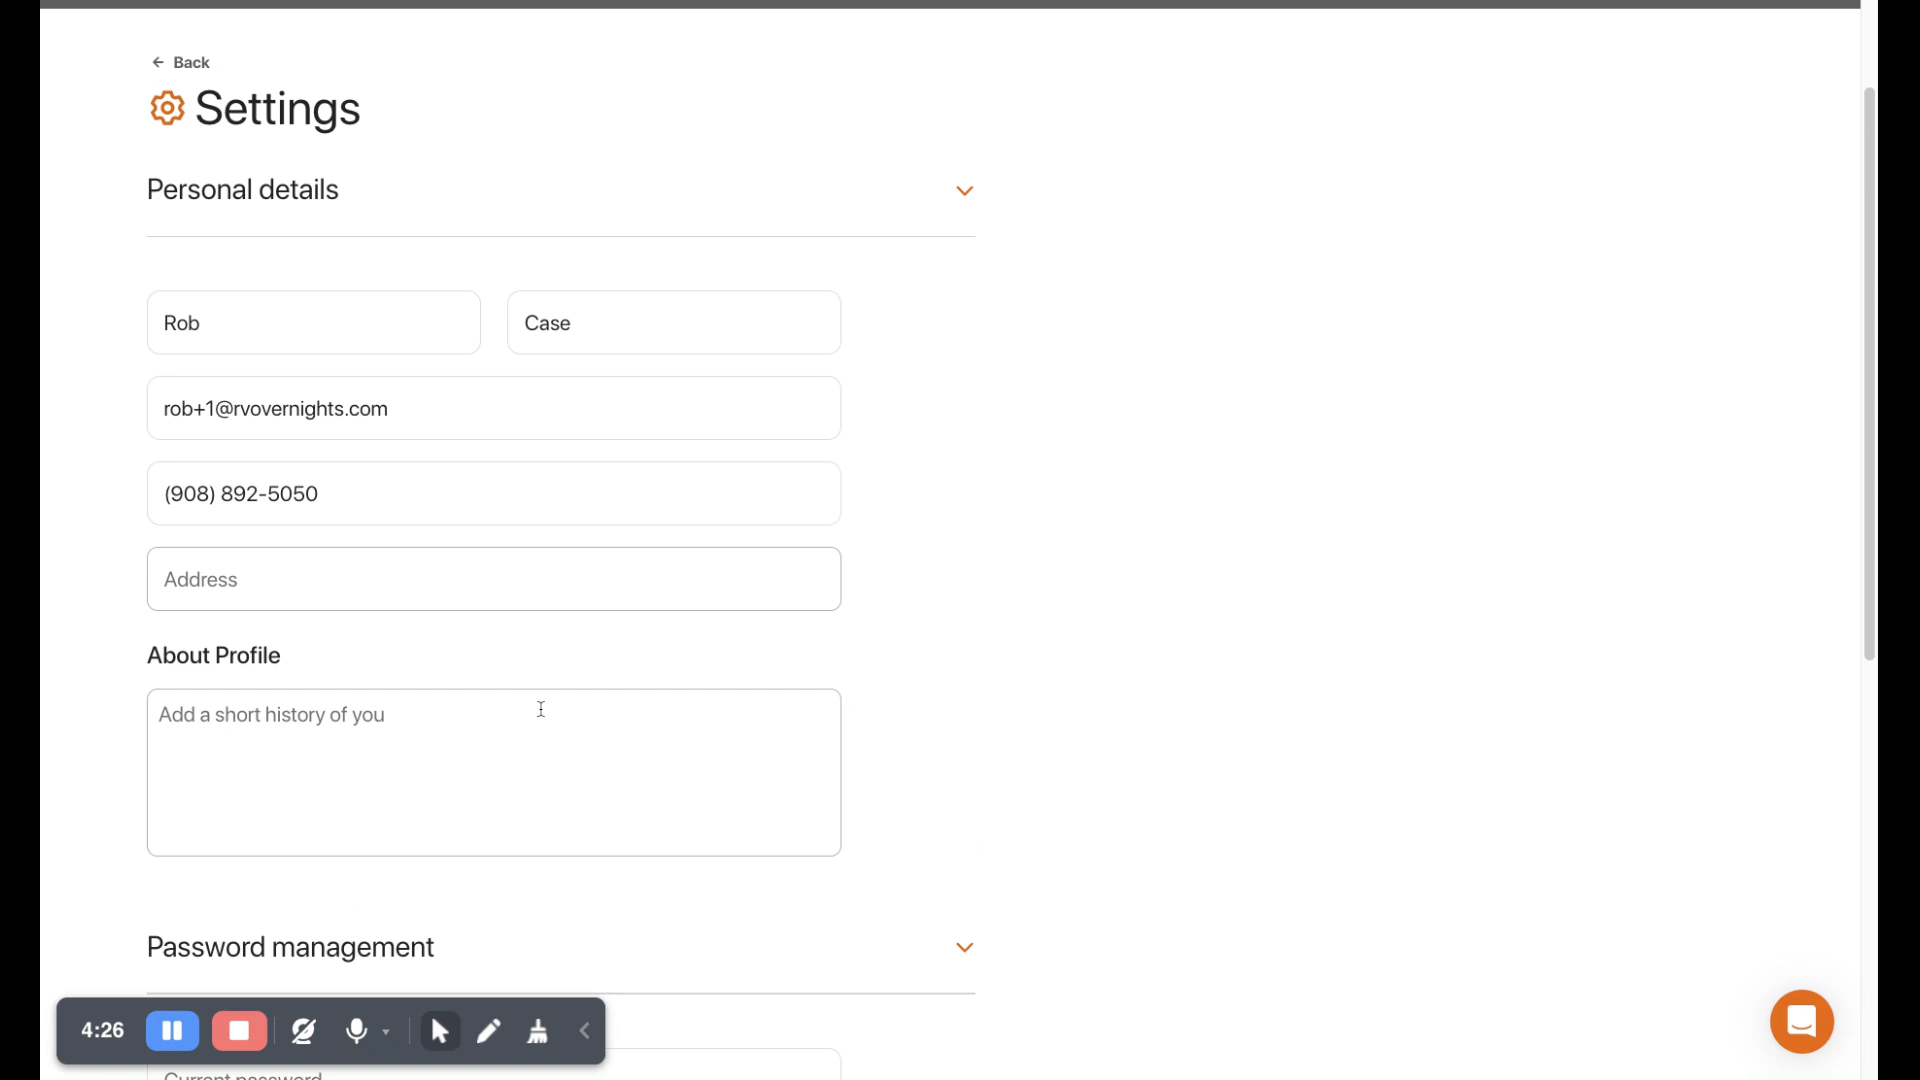 Back
Settings
Personal details
Rob
Case
rob+1@rvovernights.com
(908) 892-5050
Address
About Profile
Add a short history of you
Password management
4:26
Current password